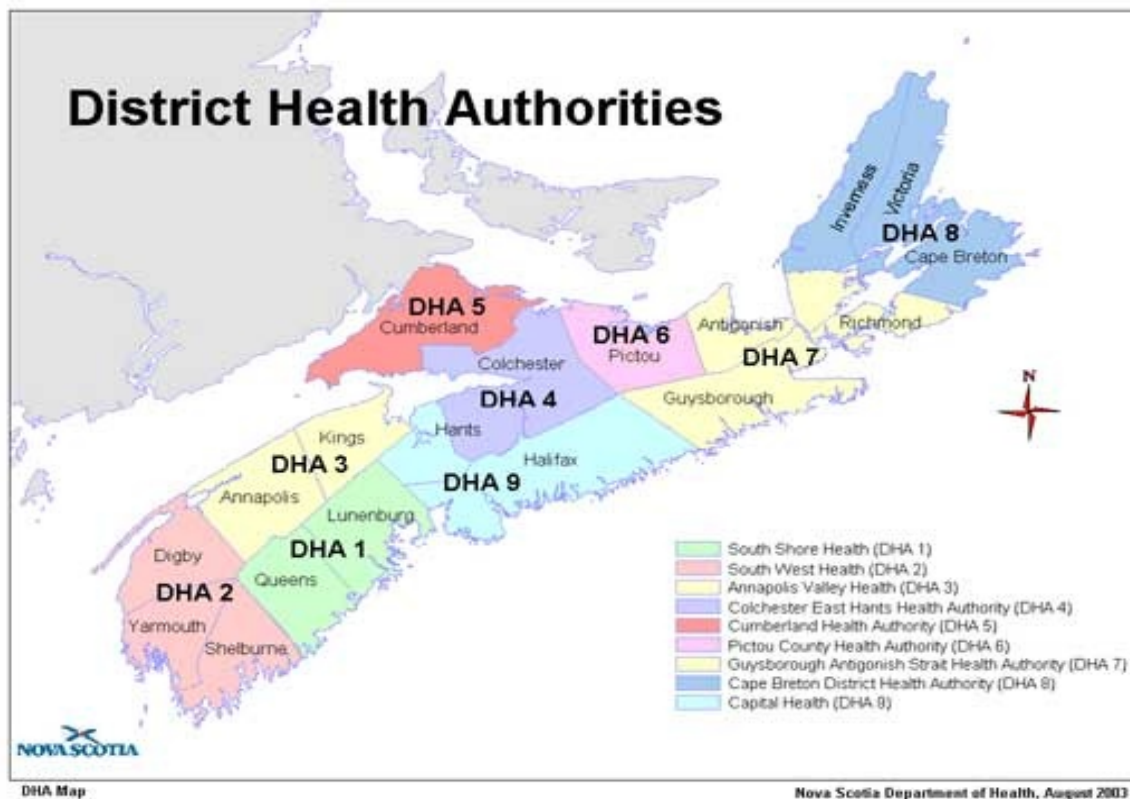 District Health Authorities
Inverness
Victoria
DHA 8
Cape Breton
DHA 5
Cumberland
DHA 6
Pictou
Antigonish
Richmond
DHA 7
Colchester
Guysborough
N
DHA 4
Hants
Kings
Halifax
DHA 3
DHA 9
Annapolis
Lunenburg
DHA 1
Digby
Queens
DHA 2
Yarmouth
Shelburne
South Shore Health (DHA 1)
South West Health (DHA 2)
Annapolis Valley Health (DHA 3)
Colchester East Hants Health Authority (DHA 4)
Cumberland Health Authority (DHA 5)
Pictou County Health Authority (DHA 6)
Guysborough Antigonish Strait Health Authority (DHA 7)
Cape Breton District Health Authority (DHA 8)
Capital Health (DHA 9)
NOVA SCOTIA
DHA Map
Nova Scotia Department of Health, August 2003